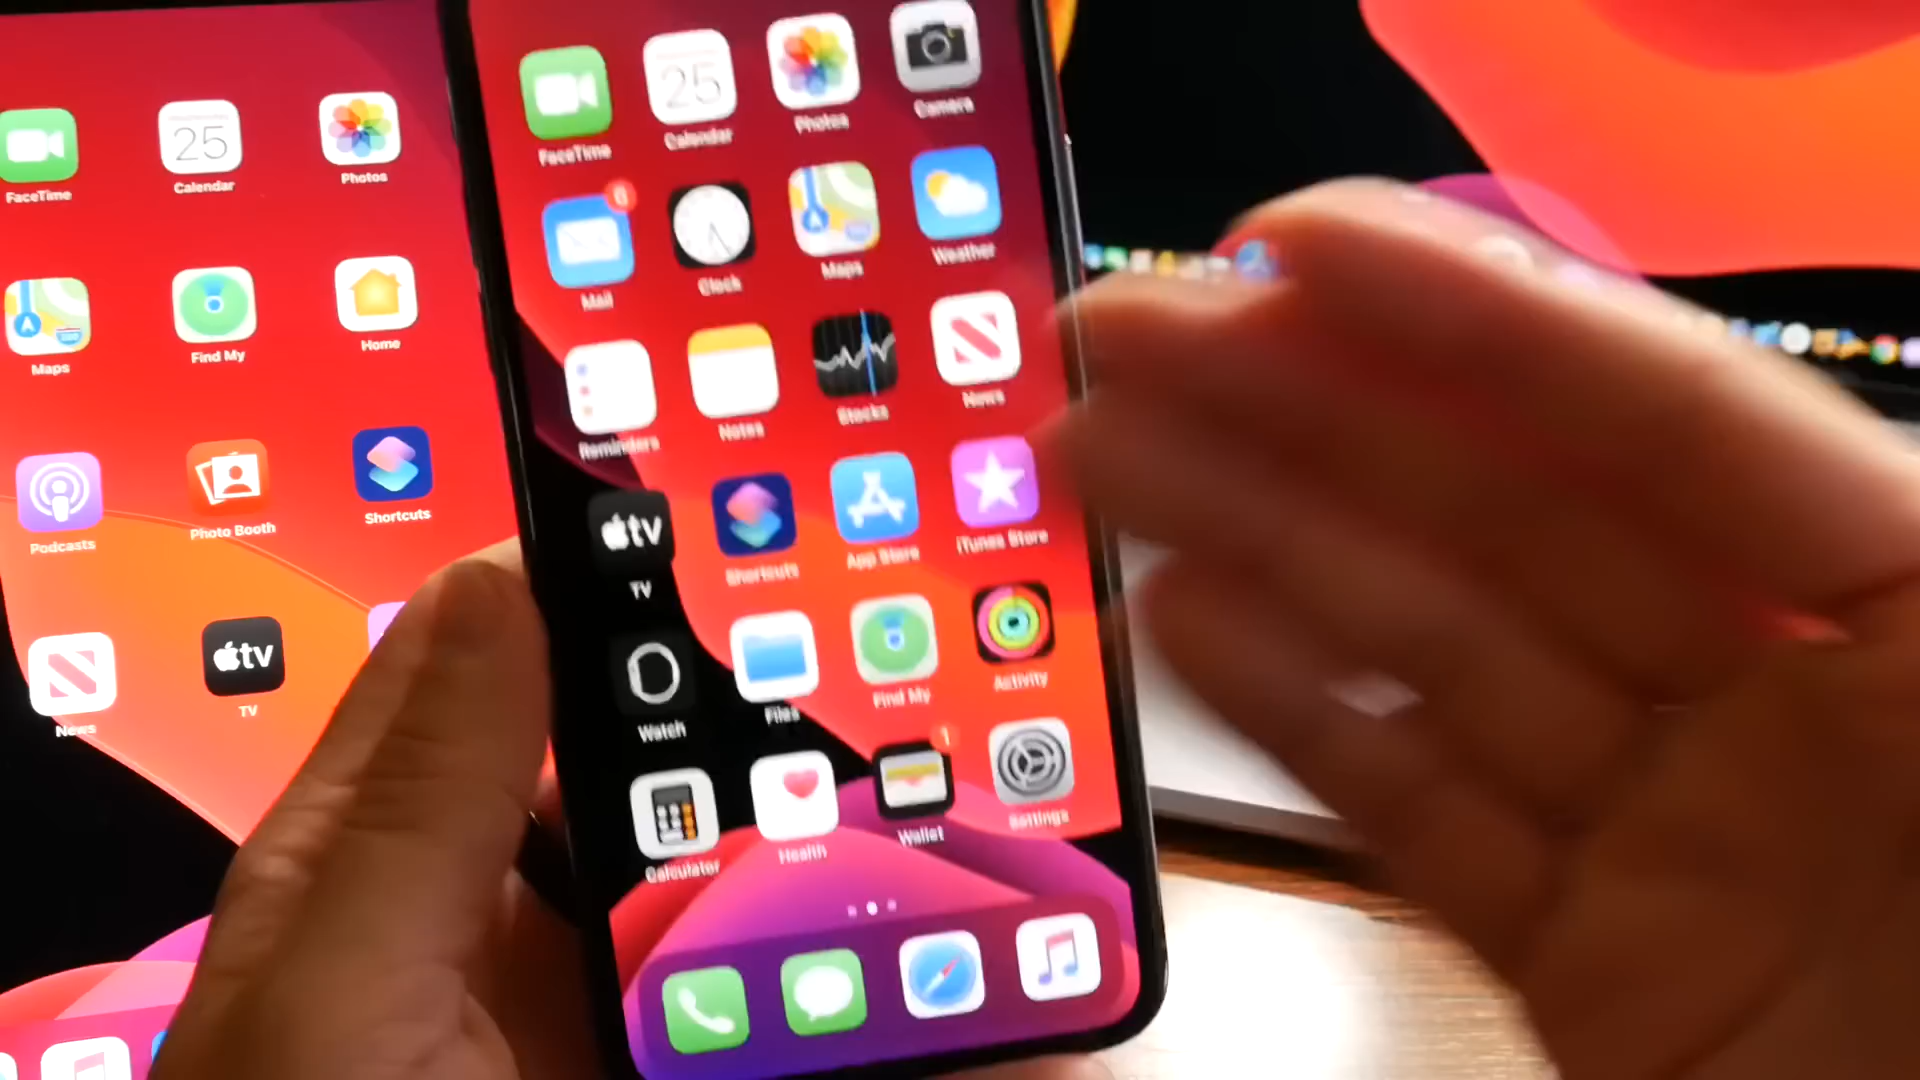 25
Calendar
FaceTime
Photos
Maps
Find My
Home
Podcasts
Photo Booth
Shortcuts
tv
News
TV
25
FaceTime
Calendar
Photos
Camera
Mail
Clock
Maps
Weather
Reminders
Notes
Stocks
News
tv
TV
Shortcuts
App Store
iTunes Store
Watch
Files
Find My
Activity
1
Calculator
Health
Wallet
Settings